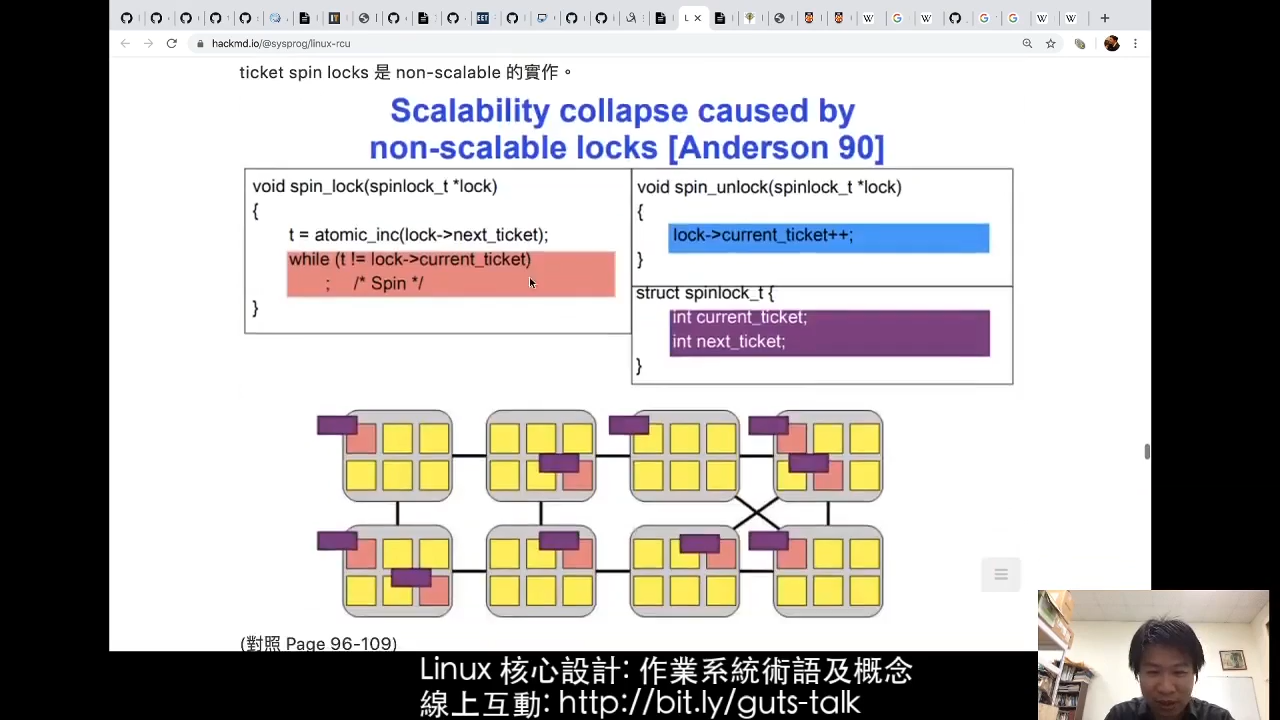 hackmd.io/@sysprog/linux-rcu
ticket spin locks 是 non-scalable 的實作。
Scalability collapse caused by
non-scalable locks [Anderson 90]
void spin_lock(spinlock_t *lock)
{
t = atomic_inc(lock->next_ticket);
while (t != lock->current_ticket)
; /* Spin */
}
void spin_unlock(spinlock_t *lock)
{
lock->current_ticket++;
}
struct spinlock_t {
int current_ticket;
int next_ticket;
}
(對照 Page 96-109)
Linux 核心設計: 作業系統術語及概念
線上互動: http://bit.ly/guts-talk